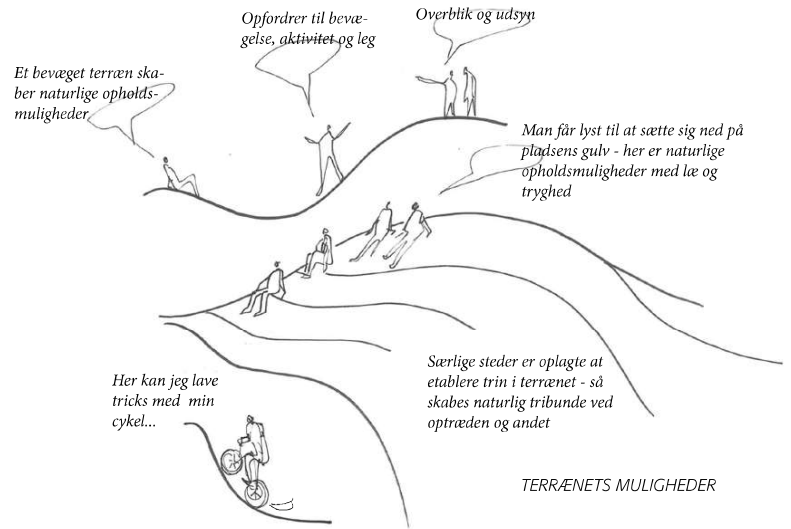 Opfordrer til bevæ-
gelse, aktivitet og leg
Overblik og udsyn
Et bevæget terræn ska-
ber naturlige opholds-
muligheder
Man får lyst til at sætte sig ned på
pladsens gulv - her er naturlige
opholdsmuligheder med læ og
tryghed
Særlige steder er oplagte at
etablere trin i terrænet - så
skabes naturlig tribunde ved
optræden og andet
Her kan jeg lave
tricks med min
cykel...
TERRÆNETS MULIGHEDER